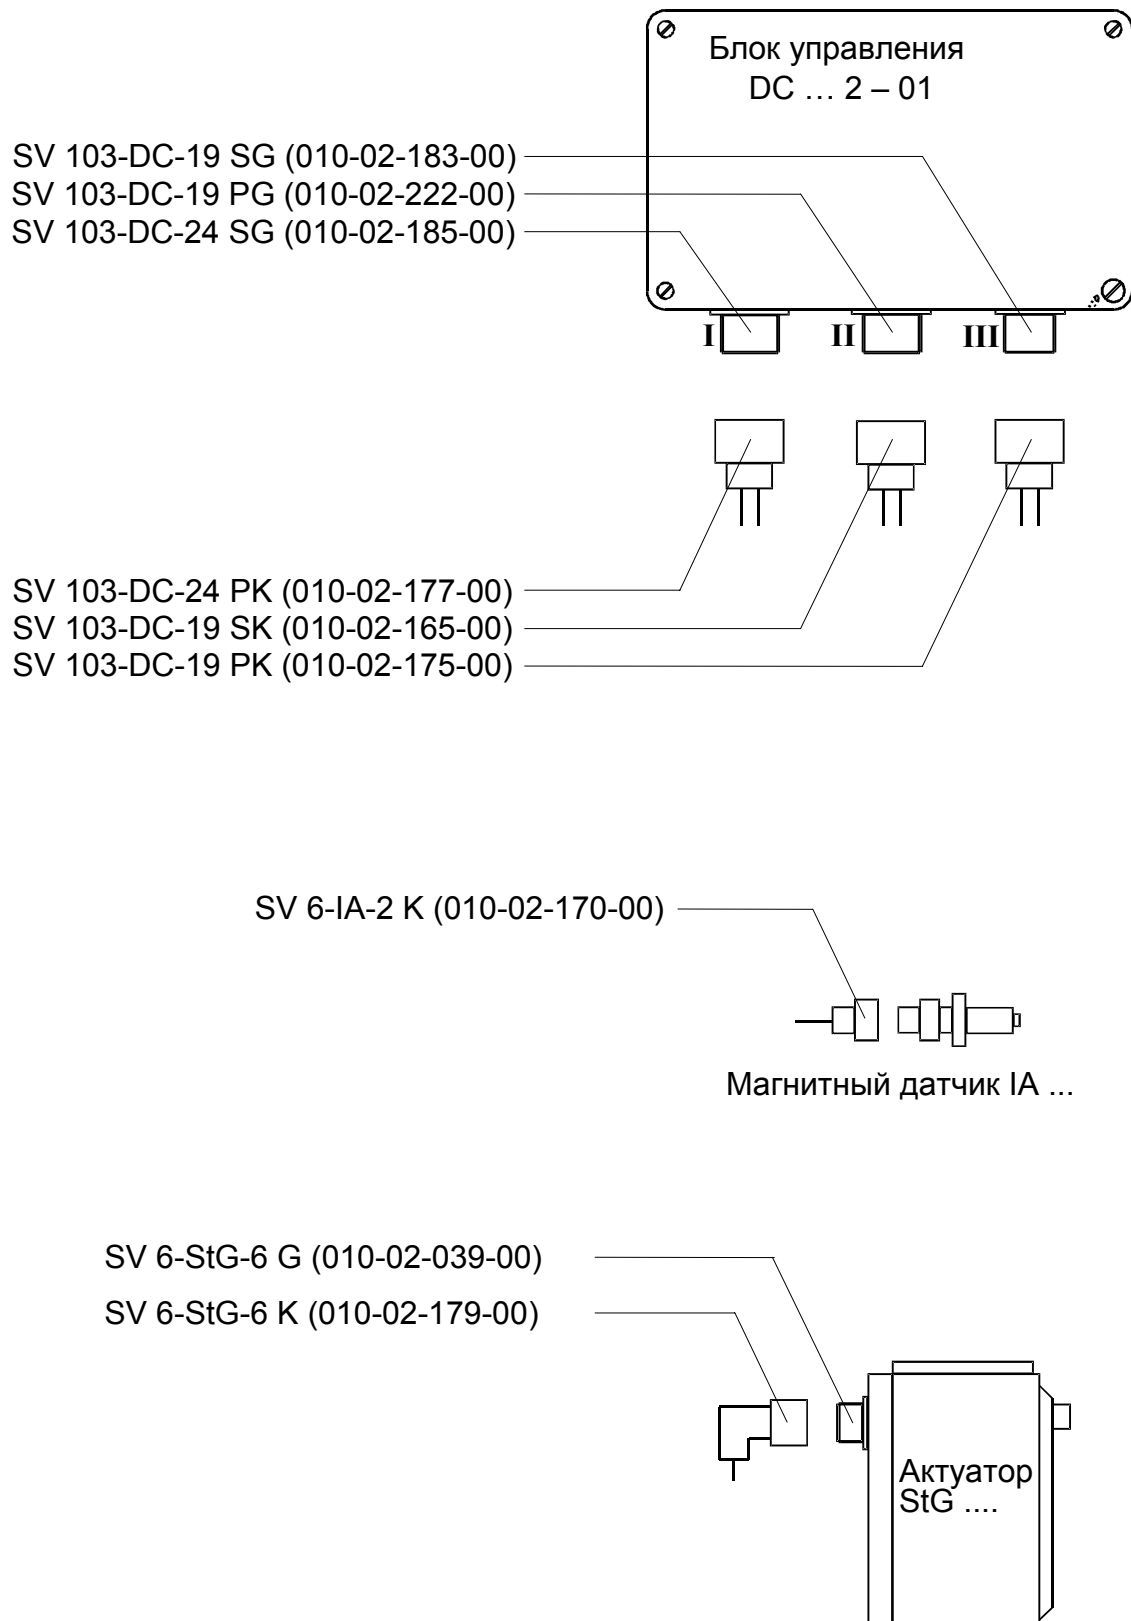 Блок управления
DC ... 2 – 01
SV 103-DC-19 SG (010-02-183-00)
SV 103-DC-19 PG (010-02-222-00)
SV 103-DC-24 SG (010-02-185-00)
I
II
III
SV 103-DC-24 PK (010-02-177-00)
SV 103-DC-19 SK (010-02-165-00)
SV 103-DC-19 PK (010-02-175-00)
SV 6-IA-2 K (010-02-170-00)
Магнитный датчик IA ...
SV 6-StG-6 G (010-02-039-00)
SV 6-StG-6 K (010-02-179-00)
Актуатор
StG ....